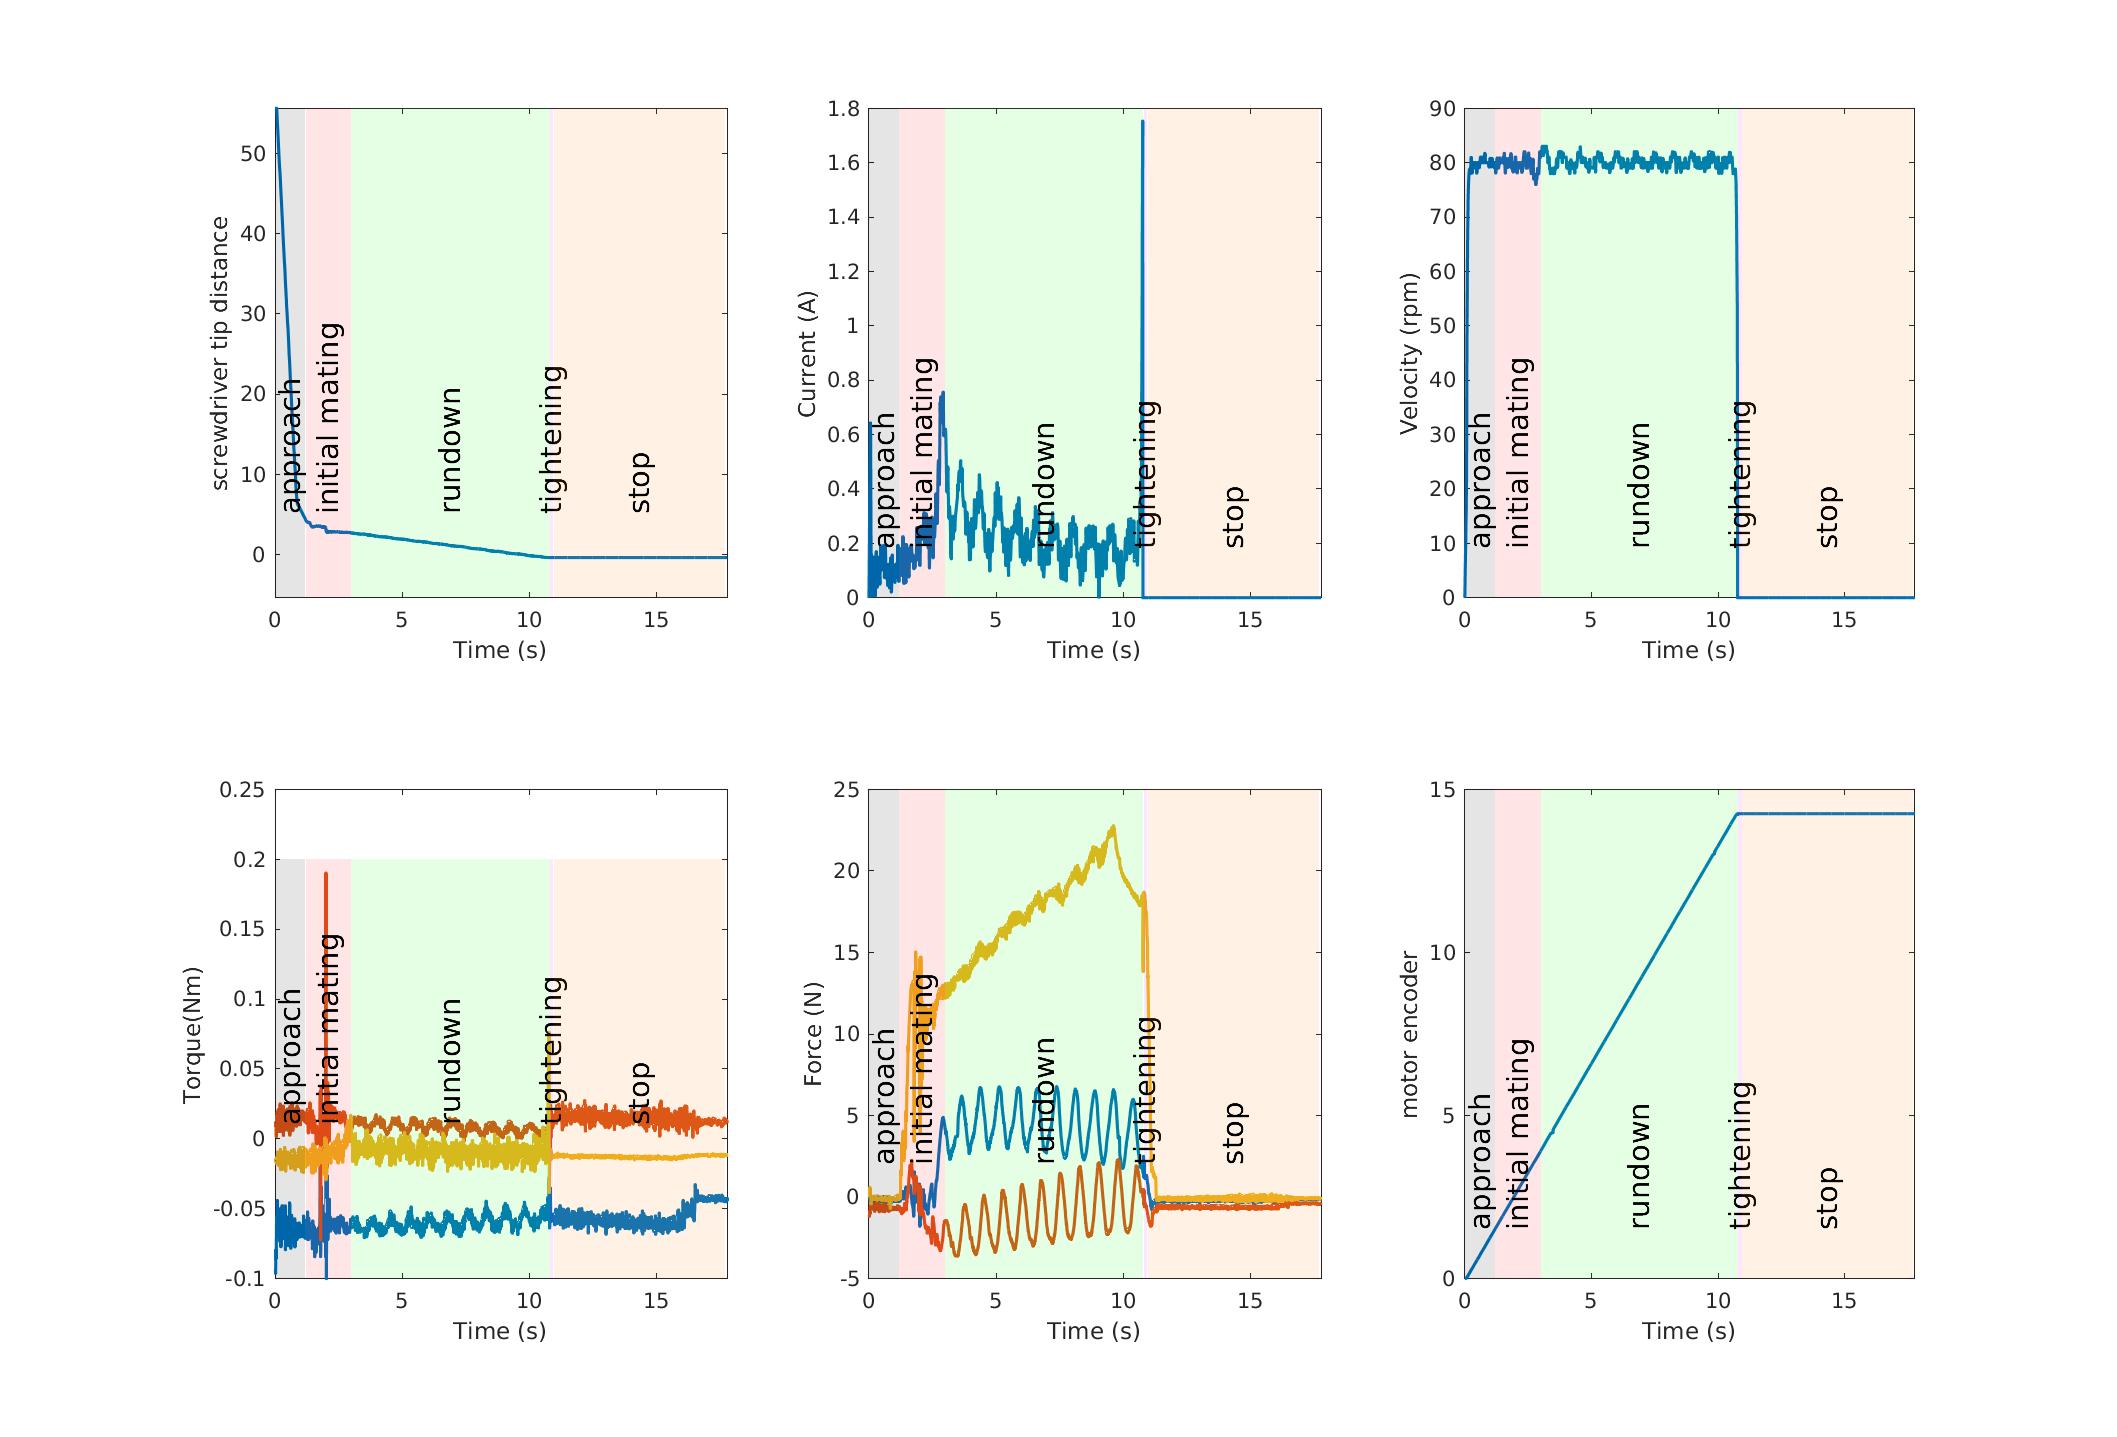 screwdriver tip distance
50
40
30
20
10
0
approach
initial mating
rundown
tightening
stop
0 5 10 15
Time (s)
Current (A)
1.8
1.6
1.4
1.2
1
0.8
0.6
0.4
0.2
0
approach
initial mating
rundown
tightening
stop
0 5 10 15
Time (s)
Velocity (rpm)
90
80
70
60
50
40
30
20
10
0
approach
initial mating
rundown
tightening
stop
0 5 10 15
Time (s)
Torque(Nm)
0.25
0.2
0.15
0.1
0.05
0
-0.05
-0.1
approach
initial mating
rundown
tightening
stop
0 5 10 15
Time (s)
Force (N)
25
20
15
10
5
0
-5
approach
initial mating
rundown
tightening
stop
0 5 10 15
Time (s)
motor encoder
15
10
5
0
approach
initial mating
rundown
tightening
stop
0 5 10 15
Time (s)